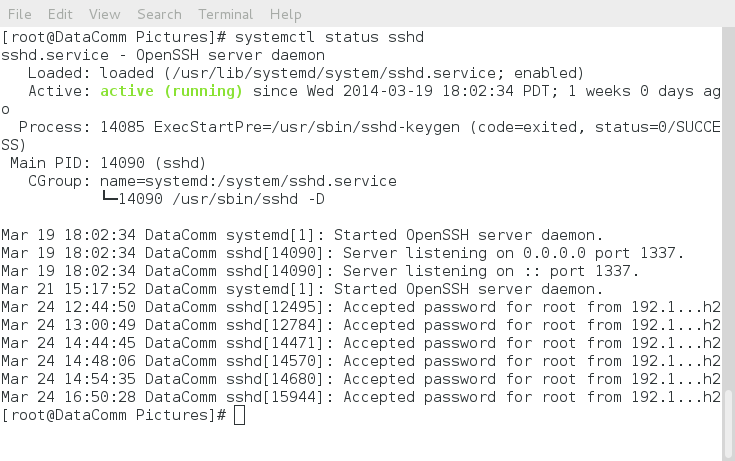 File Edit View Search Terminal Help
[root@DataComm Pictures]# systemctl status sshd
sshd.service - OpenSSH server daemon
   Loaded: loaded (/usr/lib/systemd/system/sshd.service; enabled)
   Active: active (running) since Wed 2014-03-19 18:02:34 PDT; 1 weeks 0 days ag
o
  Process: 14085 ExecStartPre=/usr/sbin/sshd-keygen (code=exited, status=0/SUCCE
SS)
 Main PID: 14090 (sshd)
   CGroup: name=systemd:/system/sshd.service
           └─14090 /usr/sbin/sshd -D

Mar 19 18:02:34 DataComm systemd[1]: Started OpenSSH server daemon.
Mar 19 18:02:34 DataComm sshd[14090]: Server listening on 0.0.0.0 port 1337.
Mar 19 18:02:34 DataComm sshd[14090]: Server listening on :: port 1337.
Mar 21 15:17:52 DataComm systemd[1]: Started OpenSSH server daemon.
Mar 24 12:44:50 DataComm sshd[12495]: Accepted password for root from 192.1...h2
Mar 24 13:00:49 DataComm sshd[12784]: Accepted password for root from 192.1...h2
Mar 24 14:44:45 DataComm sshd[14471]: Accepted password for root from 192.1...h2
Mar 24 14:48:06 DataComm sshd[14570]: Accepted password for root from 192.1...h2
Mar 24 14:54:35 DataComm sshd[14680]: Accepted password for root from 192.1...h2
Mar 24 16:50:28 DataComm sshd[15944]: Accepted password for root from 192.1...h2
[root@DataComm Pictures]#